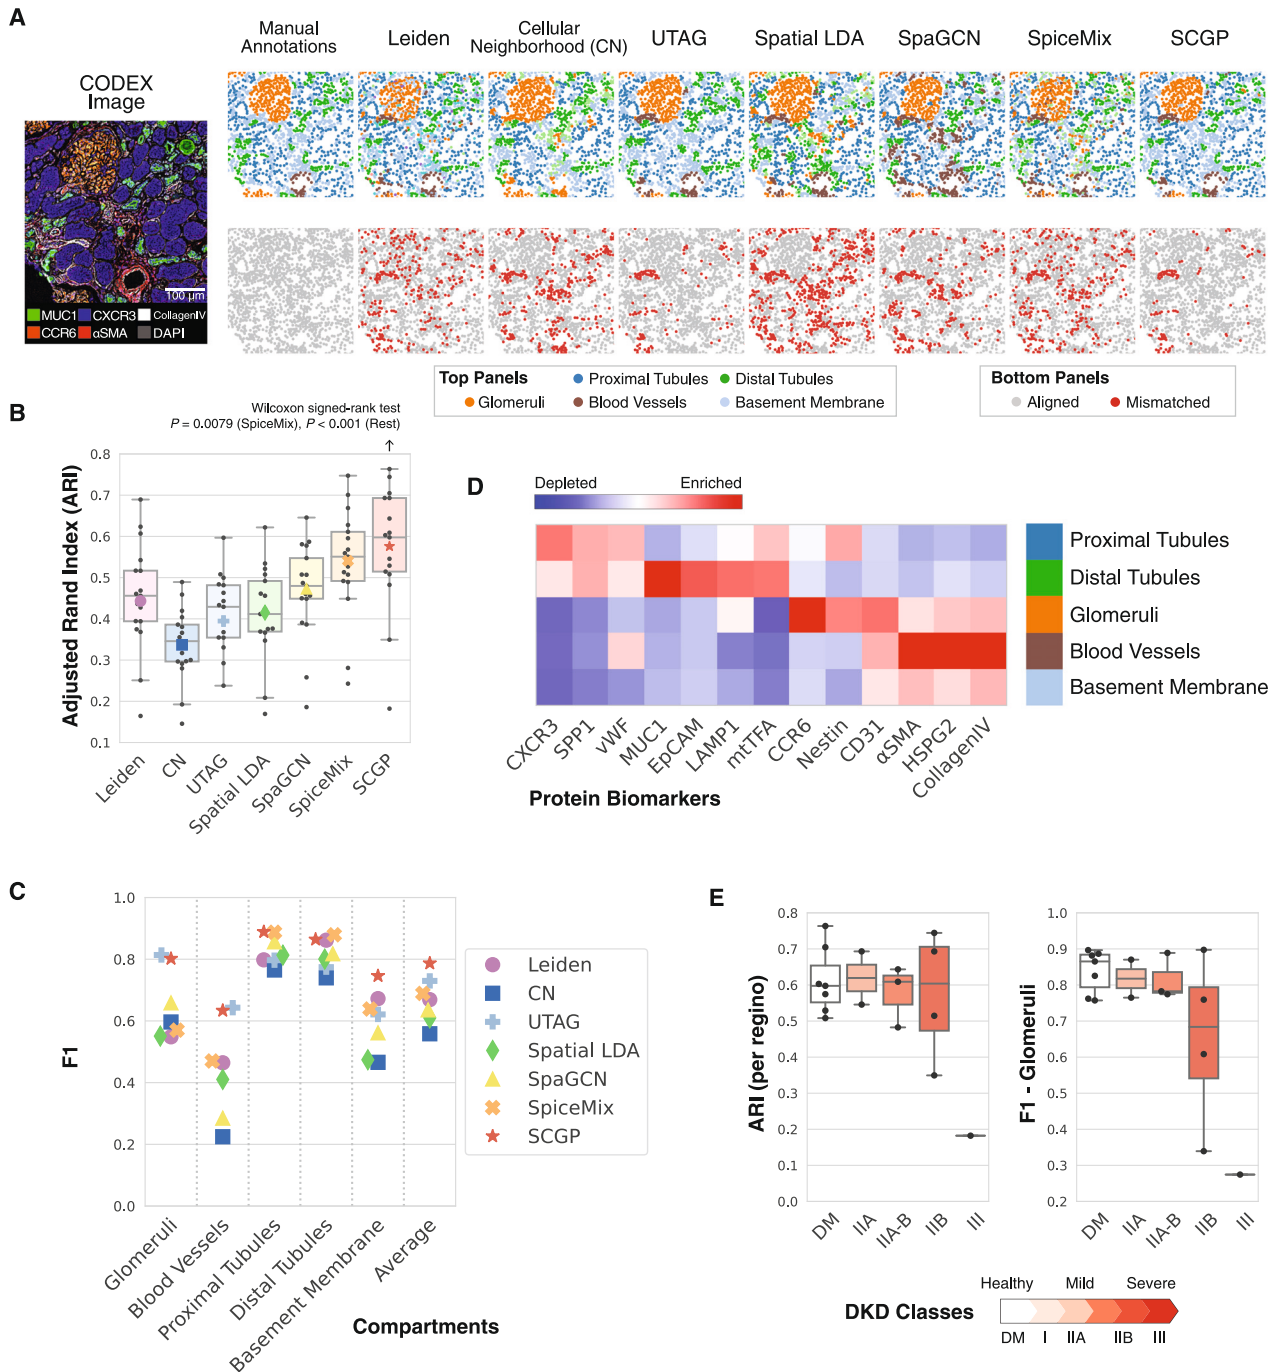 A
Manual Annotations
Leiden
Cellular Neighborhood (CN)
UTAG
Spatial LDA
SpaGCN
SpiceMix
SCGP
CODEX Image
100 μm
MUC1 CXCR3 CollagenIV
CCR6 αSMA DAPI
Top Panels
Proximal Tubules
Distal Tubules
Glomeruli
Blood Vessels
Basement Membrane
Bottom Panels
Aligned
Mismatched
B
Wilcoxon signed-rank test
P = 0.0079 (SpiceMix), P < 0.001 (Rest)
↑
Adjusted Rand Index (ARI)
0.8
0.7
0.6
0.5
0.4
0.3
0.2
0.1
Leiden
CN
UTAG
Spatial LDA
SpaGCN
SpiceMix
SCGP
D
Depleted
Enriched
Proximal Tubules
Distal Tubules
Glomeruli
Blood Vessels
Basement Membrane
CXCR3
SPP1
vWF
MUC1
EpCAM
LAMP1
mtTFA
CCR6
Nestin
CD31
αSMA
HSPG2
CollagenIV
Protein Biomarkers
C
F1
1.0
0.8
0.6
0.4
0.2
0.0
Glomeruli
Blood Vessels
Proximal Tubules
Distal Tubules
Basement Membrane
Average
Compartments
Leiden
CN
UTAG
Spatial LDA
SpaGCN
SpiceMix
SCGP
E
ARI (per regino)
0.8
0.7
0.6
0.5
0.4
0.3
0.2
0.1
0.0
DM
IIA
IIA-B
IIB
III
F1 - Glomeruli
1.0
0.9
0.8
0.7
0.6
0.5
0.4
0.3
0.2
DM
IIA
IIA-B
IIB
III
Healthy
Mild
Severe
DKD Classes
DM
I
IIA
IIB
III